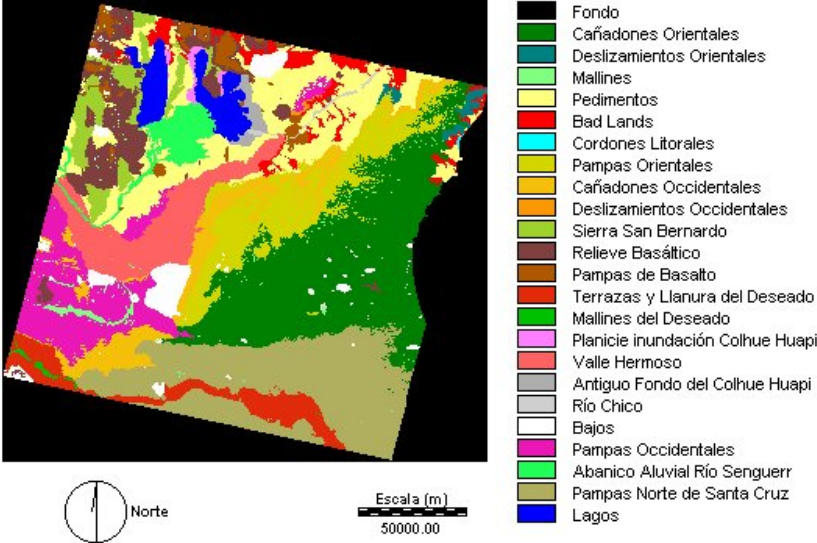 Fondo
Cañadones Orientales
Deslizamientos Orientales
Mallines
Pedimentos
Bad Lands
Cordones Litorales
Pampas Orientales
Cañadones Occidentales
Deslizamientos Occidentales
Sierra San Bernardo
Relieve Basáltico
Pampas de Basalto
Terrazas y Llanura del Deseado
Mallines del Deseado
Planicie inundación Colhue Huapi
Valle Hermoso
Antiguo Fondo del Colhue Huapi
Río Chico
Bajos
Pampas Occidentales
Abanico Aluvial Río Senguerr
Pampas Norte de Santa Cruz
Lagos
Norte
Escala (m)
50000.00